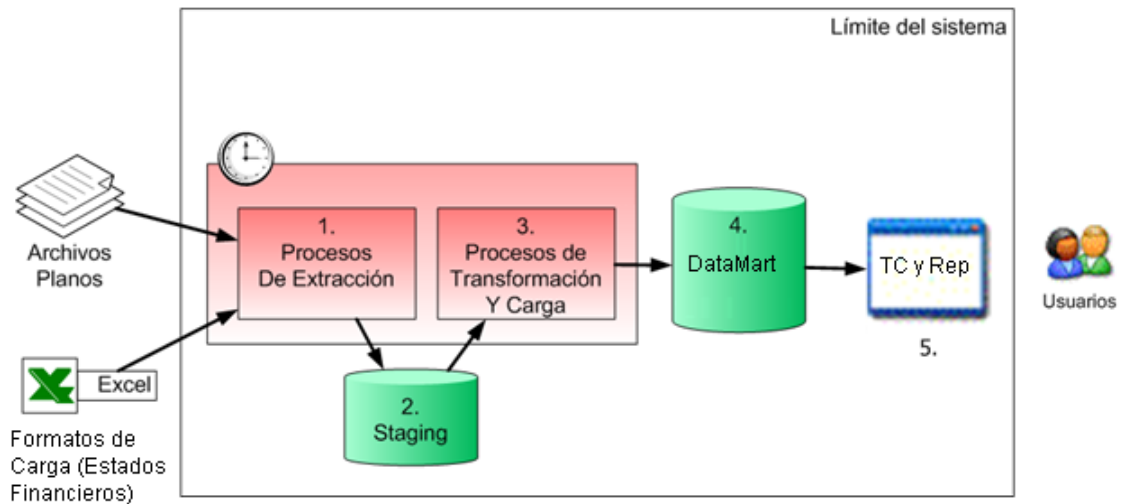 Límite del sistema
Archivos
Planos
1.
Procesos
De Extracción
3.
Procesos de
Transformación
Y Carga
4.
DataMart
TC y Rep
5.
Usuarios
2.
Staging
Excel
Formatos de
Carga (Estados
Financieros)